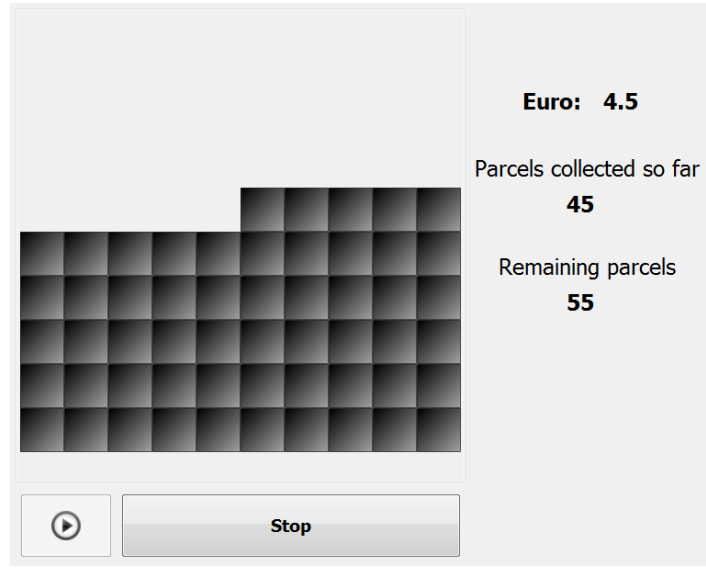 Euro: 4.5
Parcels collected so far
45
Remaining parcels
55
Stop